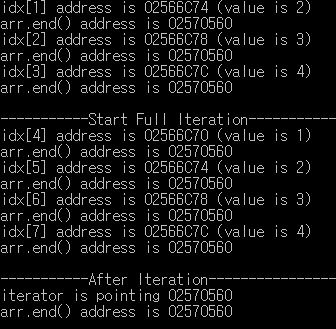 idx[1] address is 02566C74 (value is 2)
arr.end() address is 02570560
idx[2] address is 02566C78 (value is 3)
arr.end() address is 02570560
idx[3] address is 02566C7C (value is 4)
arr.end() address is 02570560
-----------Start Full Iteration-----------
idx[4] address is 02566C70 (value is 1)
arr.end() address is 02570560
idx[5] address is 02566C74 (value is 2)
arr.end() address is 02570560
idx[6] address is 02566C78 (value is 3)
arr.end() address is 02570560
idx[7] address is 02566C7C (value is 4)
arr.end() address is 02570560
-----------After Iteration----------------
iterator is pointing 02570560
arr.end() address is 02570560